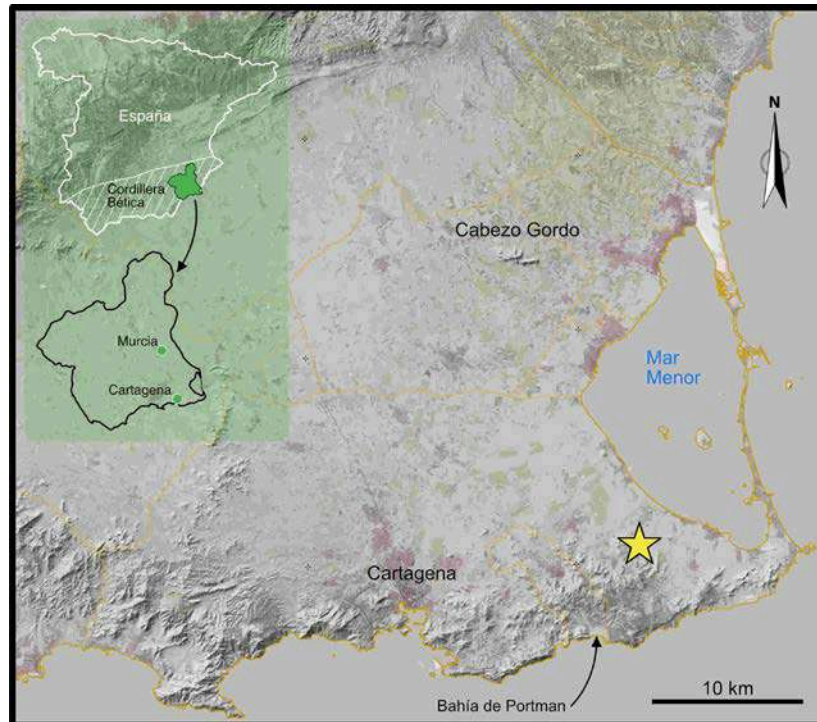 España
Cordillera
Bética
Murcia
Cartagena
N
Cabezo Gordo
Mar
Menor
Cartagena
Bahía de Portman
10 km